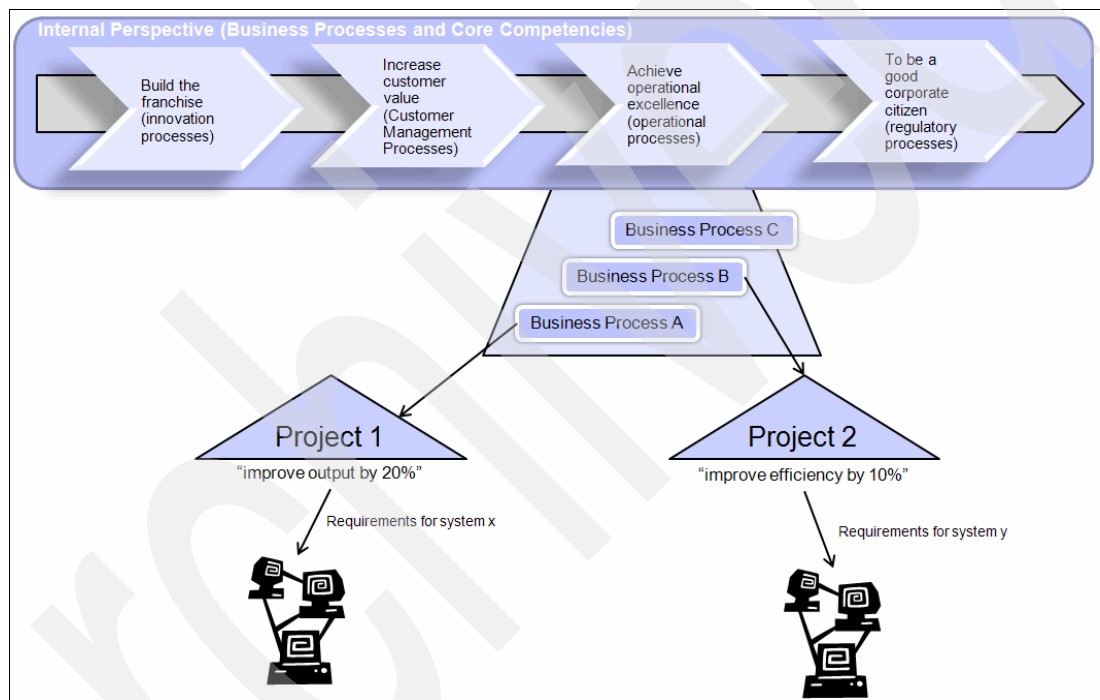 Internal Perspective (Business Processes and Core Competencies)
Build the
franchise
(innovation
processes)
Increase
customer
value
(Customer
Management
Processes)
Achieve
operational
excellence
(operational
processes)
To be a
good
corporate
citizen
(regulatory
processes)
Business Process C
Business Process B
Business Process A
Project 1
“improve output by 20%”
Requirements for system x
Project 2
“improve efficiency by 10%”
Requirements for system y